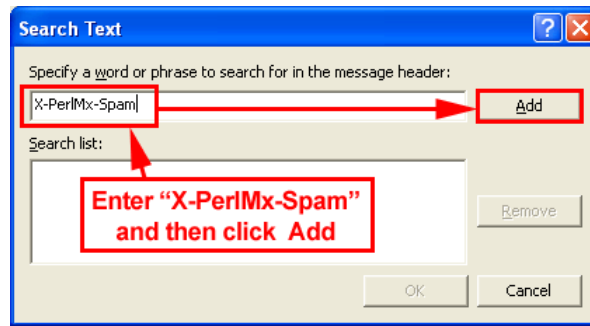 Search Text
Specify a word or phrase to search for in the message header:
X-PerlMx-Spam
Add
Search list:
Enter “X-PerlMx-Spam”
and then click Add
Remove
OK
Cancel